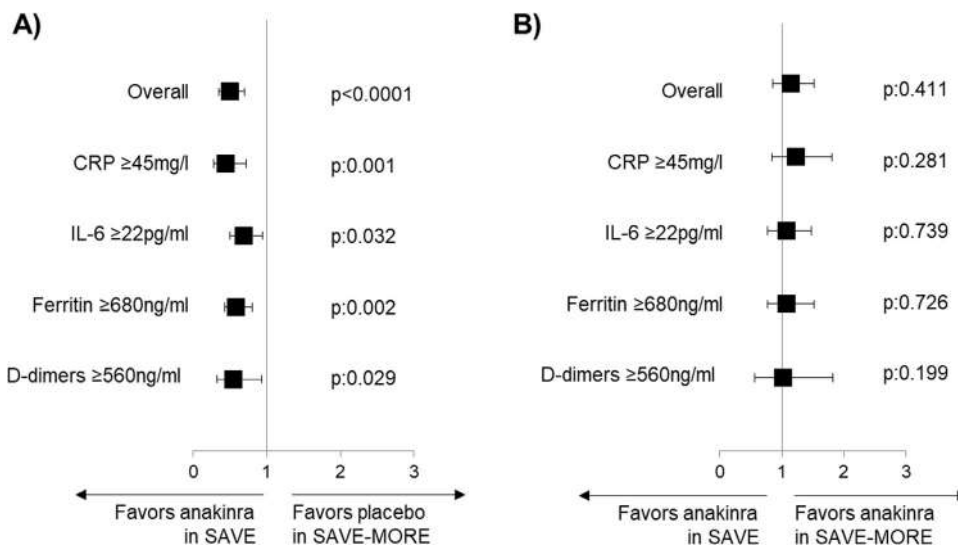 A)
Overall
p<0.0001
CRP ≥45mg/l
p:0.001
IL-6 ≥22pg/ml
p:0.032
Ferritin ≥680ng/ml
p:0.002
D-dimers ≥560ng/ml
p:0.029
0 1 2 3
Favors anakinra
in SAVE
Favors placebo
in SAVE-MORE
B)
Overall
p:0.411
CRP ≥45mg/l
p:0.281
IL-6 ≥22pg/ml
p:0.739
Ferritin ≥680ng/ml
p:0.726
D-dimers ≥560ng/ml
p:0.199
0 1 2 3
Favors anakinra
in SAVE
Favors anakinra
in SAVE-MORE